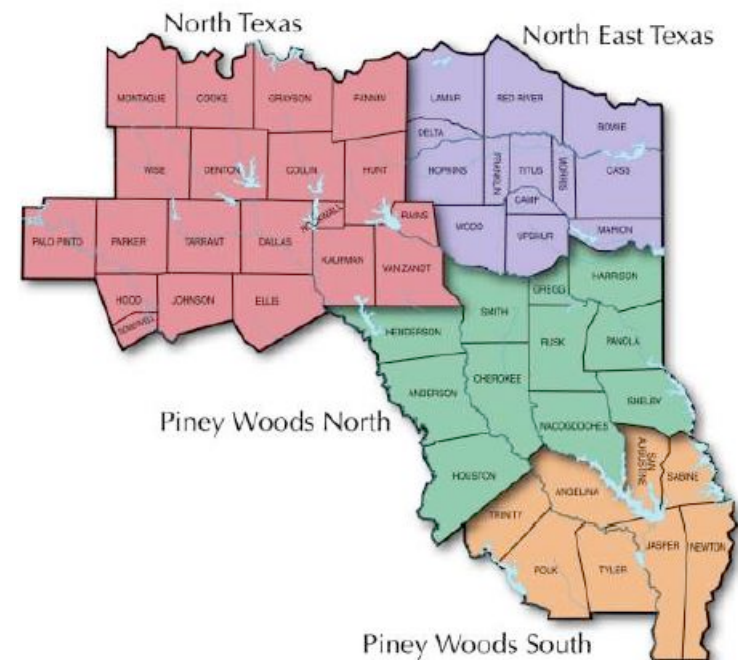 North Texas
North East Texas
MONTAGUE
COOKE
GRAYSON
FANNIN
LAMAR
RED RIVER
BOWIE
DELTA
WISE
DENTON
COLLIN
HUNT
HOPKINS
FRANKLIN
TITUS
MORRIS
CASS
CAMP
ROCKWALL
RAINS
WOOD
UPSHUR
MARION
PALO PINTO
PARKER
TARRANT
DALLAS
KAUFMAN
VAN ZANDT
HARRISON
GREGG
HOOD
JOHNSON
ELLIS
SOMERVELL
SMITH
HENDERSON
RUSK
PANOLA
CHEROKEE
ANDERSON
SHELBY
Piney Woods North
NACOGDOCHES
HOUSTON
SAN AUGUSTINE
SABINE
ANGELINA
TRINITY
JASPER
NEWTON
POLK
TYLER
Piney Woods South